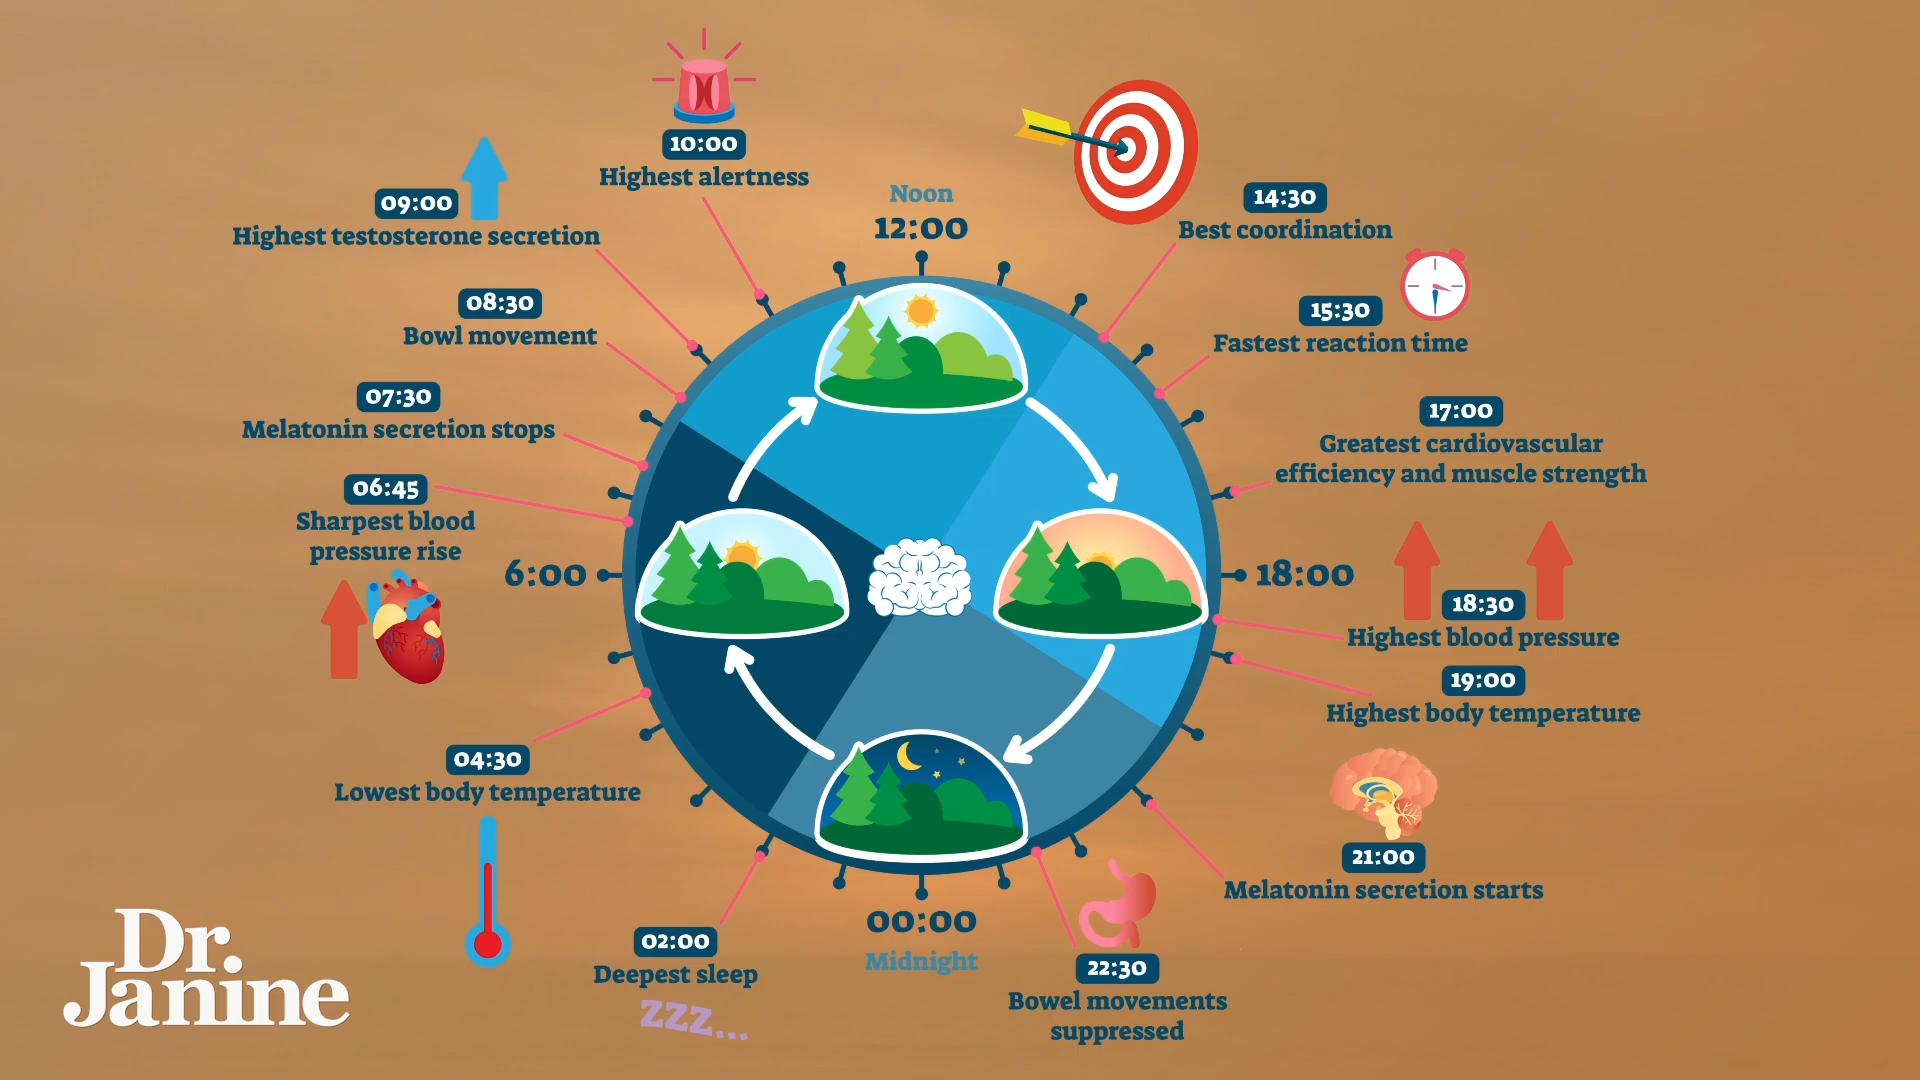 10:00
Highest alertness
09:00
Highest testosterone secretion
08:30
Bowl movement
07:30
Melatonin secretion stops
06:45
Sharpest blood
pressure rise
6:00
04:30
Lowest body temperature
02:00
Deepest sleep
ZZZ...
Noon
12:00
14:30
Best coordination
15:30
Fastest reaction time
17:00
Greatest cardiovascular
efficiency and muscle strength
18:00
18:30
Highest blood pressure
19:00
Highest body temperature
21:00
Melatonin secretion starts
22:30
Bowel movements
suppressed
00:00
Midnight
Dr.
Janine